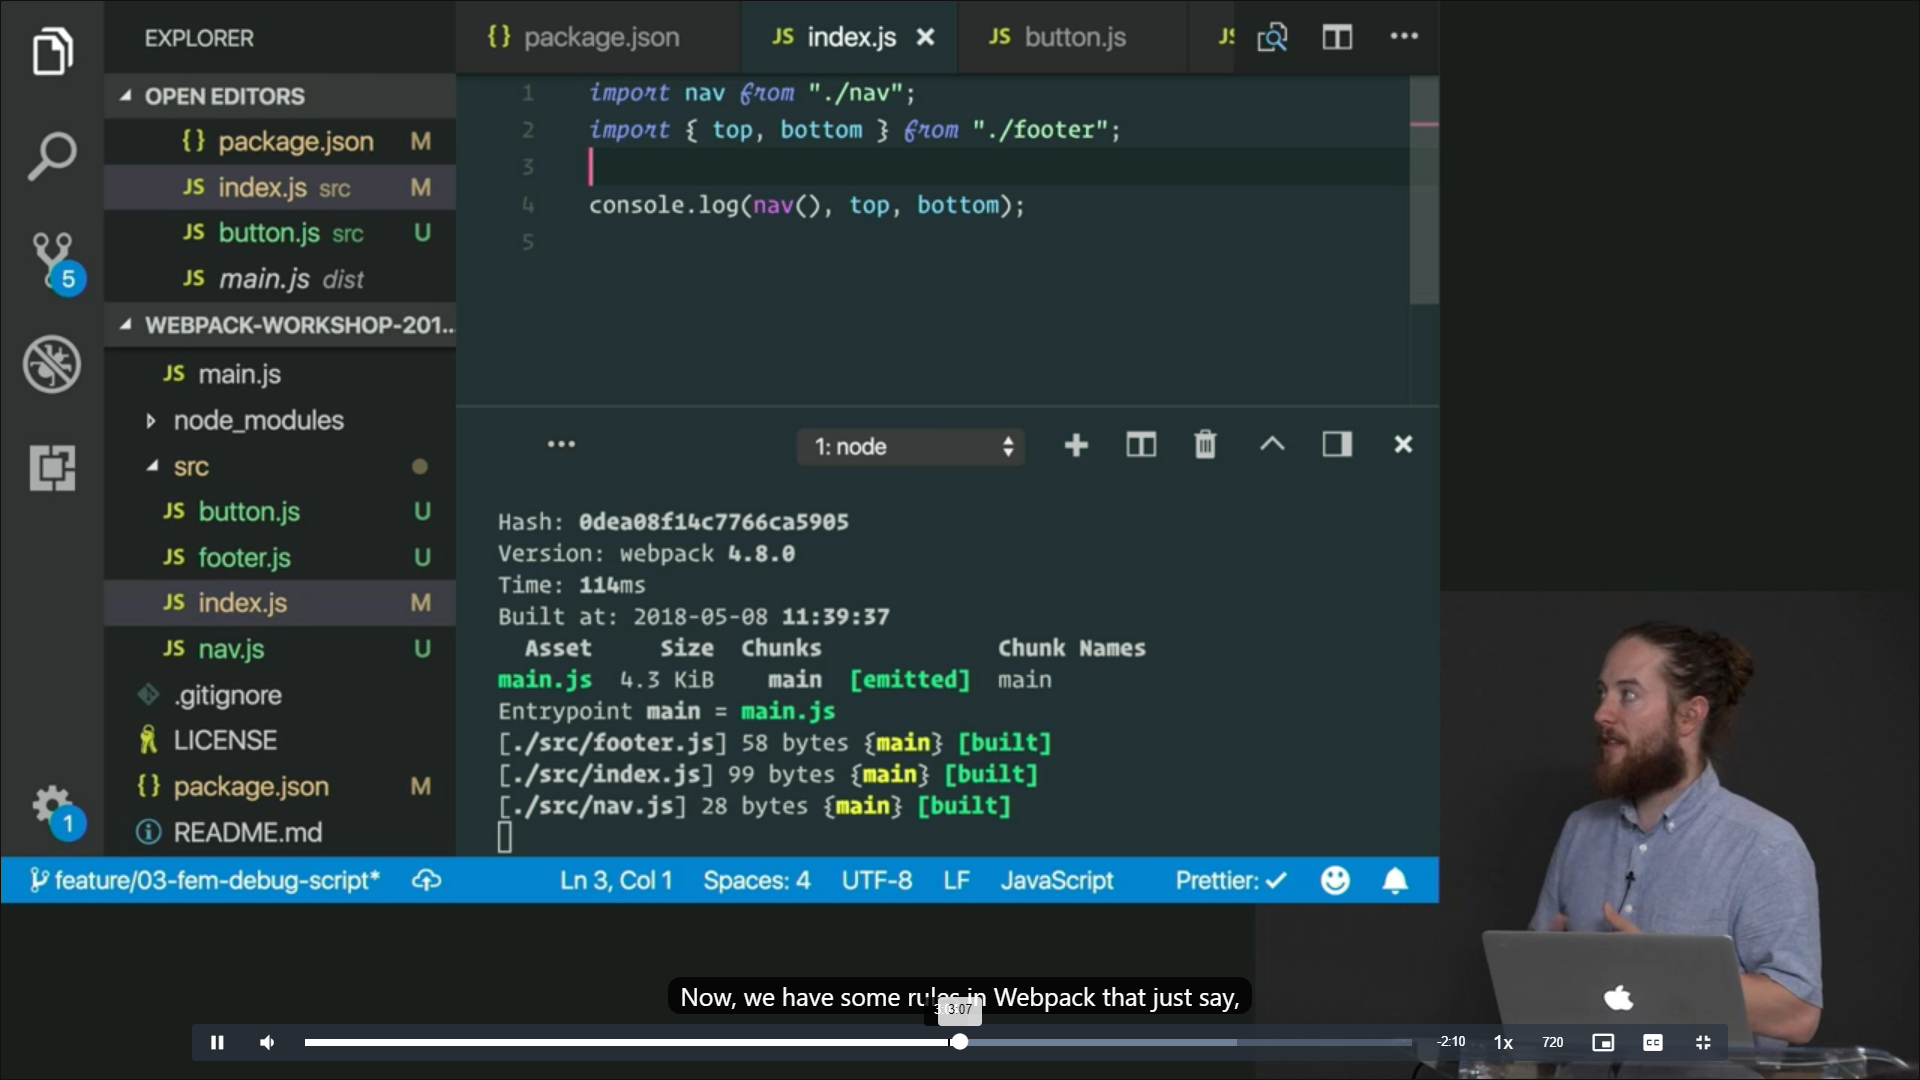 EXPLORER
OPEN EDITORS
{} package.json M
JS index.js src M
JS button.js src U
JS main.js dist
WEBPACK-WORKSHOP-201...
JS main.js
node_modules
src
JS button.js U
JS footer.js U
JS index.js M
JS nav.js U
.gitignore
LICENSE
{} package.json M
README.md
5
1
{} package.json
JS index.js
JS button.js
JS
1 import nav from "./nav";
2 import { top, bottom } from "./footer";
3
4 console.log(nav(), top, bottom);
5
1: node
Hash: 0dea08f14c7766ca5905
Version: webpack 4.8.0
Time: 114ms
Built at: 2018-05-08 11:39:37
Asset Size Chunks Chunk Names
main.js 4.3 KiB main [emitted] main
Entrypoint main = main.js
[./src/footer.js] 58 bytes {main} [built]
[./src/index.js] 99 bytes {main} [built]
[./src/nav.js] 28 bytes {main} [built]
feature/03-fem-debug-script* Ln 3, Col 1 Spaces: 4 UTF-8 LF JavaScript Prettier: ✓
Now, we have some rules in Webpack that just say,
3:07
-2:10 1x 720 CC